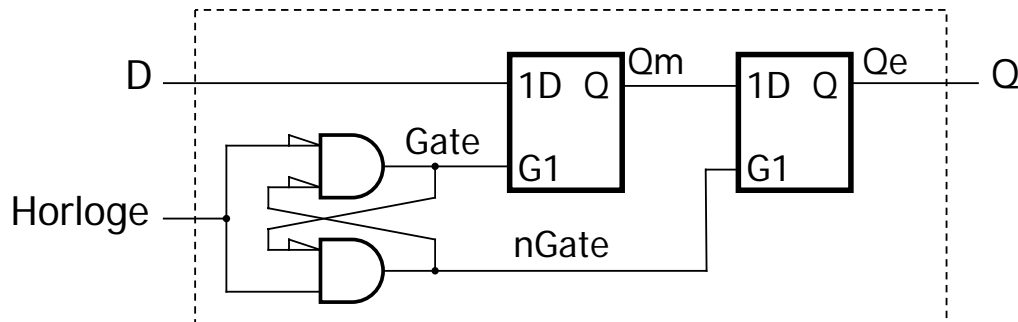 D
Horloge
Gate
nGate
1D Q
G1
Qm
1D Q
G1
Qe
Q